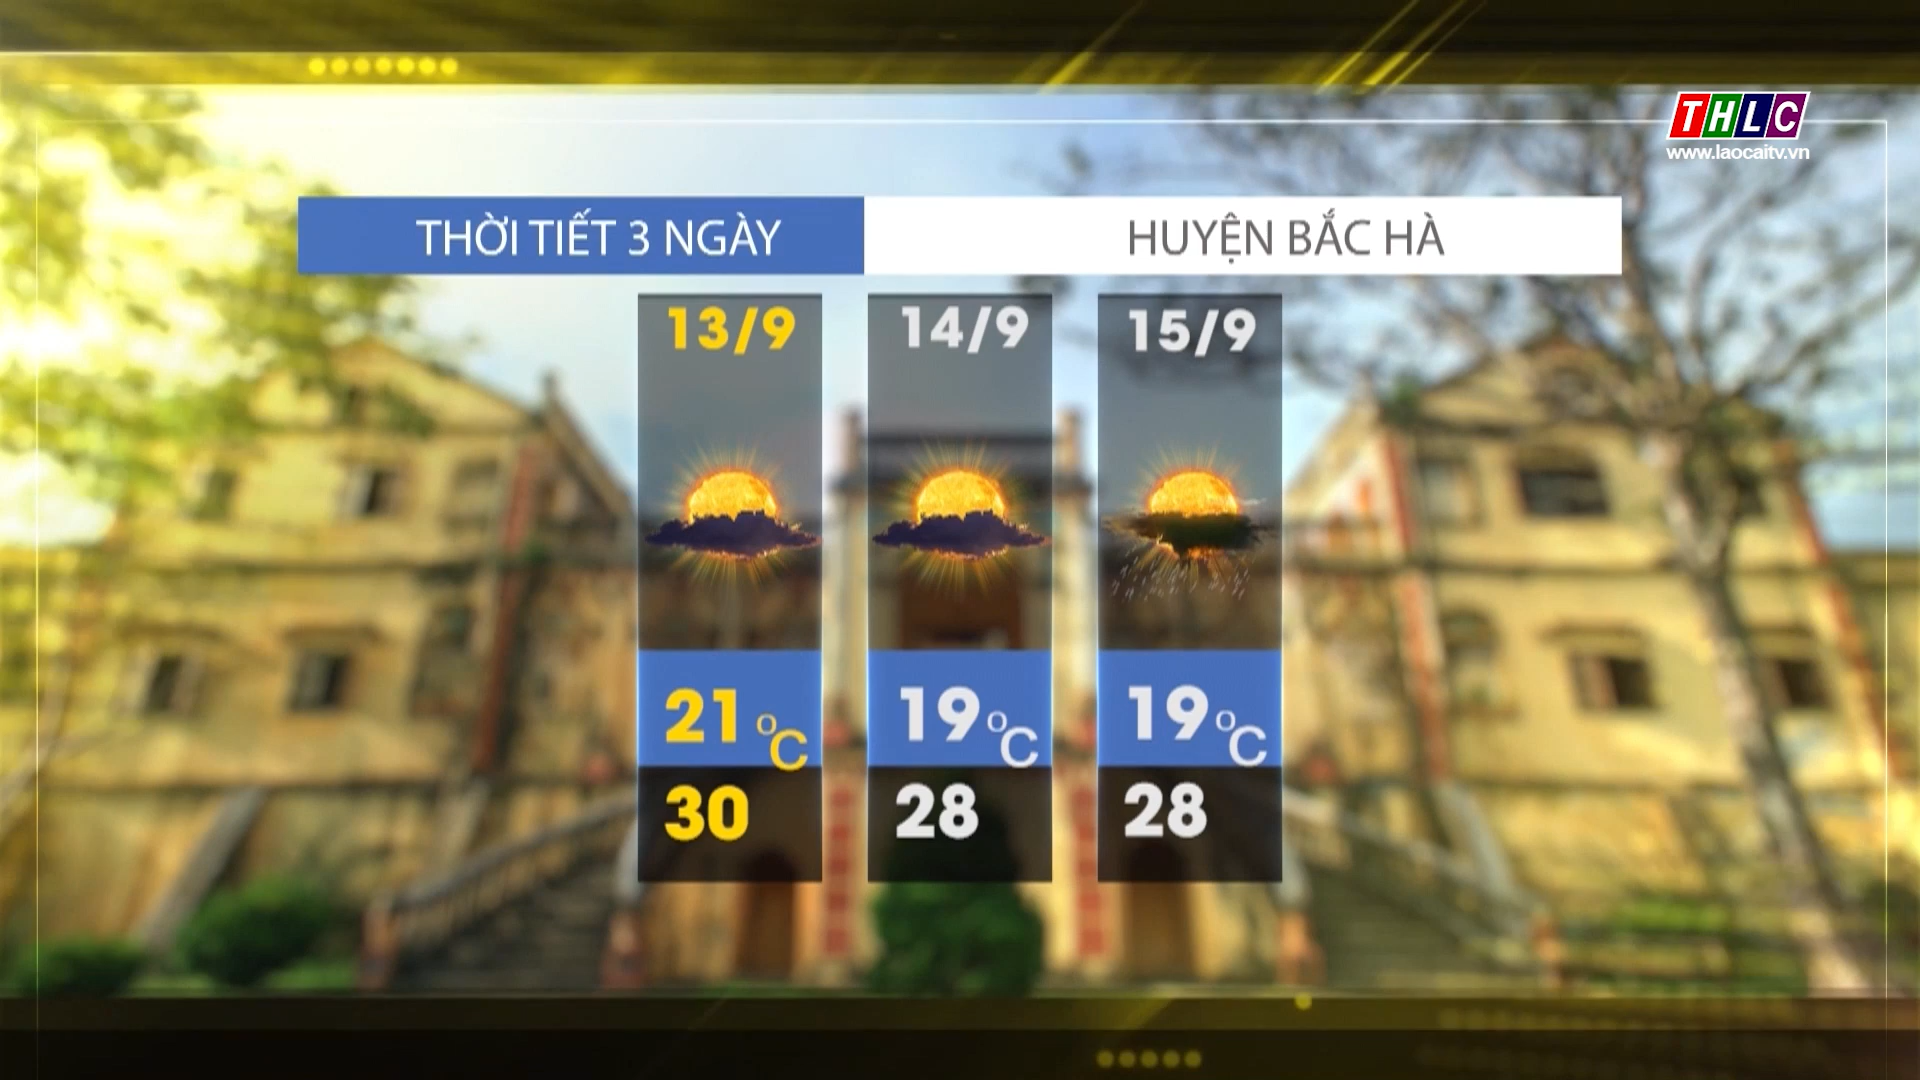 THLC
www.laocaitv.vn
THỜI TIẾT 3 NGÀY
HUYỆN BẮC HÀ
13/9
14/9
15/9
21 °C
19 °C
19 °C
30
28
28